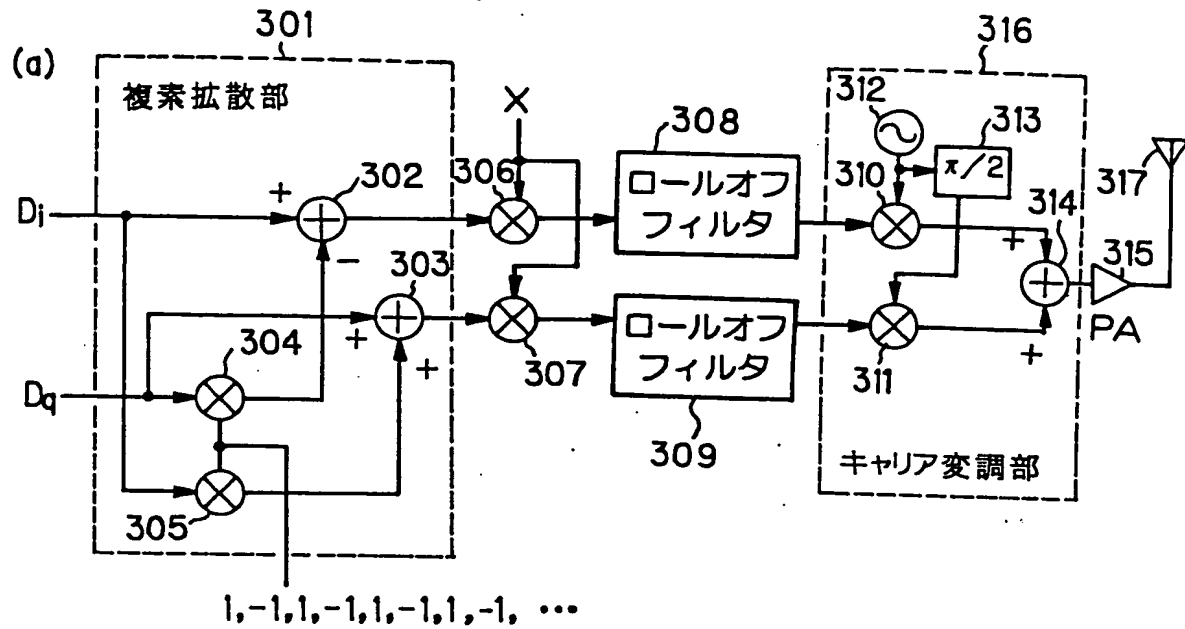 (a)
301
複素拡散部
Di
+
302
−
303
+
+
304
Dq
305
1,-1,1,-1,1,-1,1,-1, ···
X
306
307
308
ロールオフ
フィルタ
ロールオフ
フィルタ
309
316
312
313
π/2
310
311
+
314
+
キャリア変調部
315
PA
317